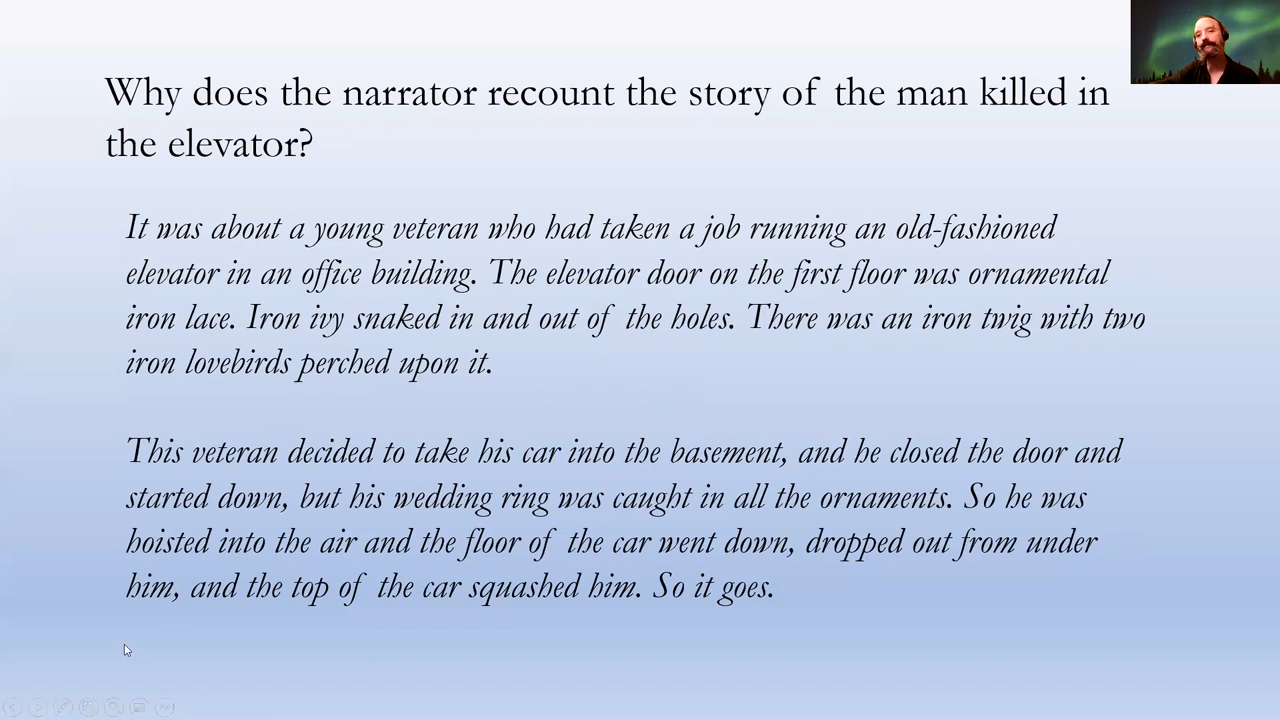 Why does the narrator recount the story of the man killed in
the elevator?
It was about a young veteran who had taken a job running an old-fashioned
elevator in an office building. The elevator door on the first floor was ornamental
iron lace. Iron ivy snaked in and out of the holes. There was an iron twig with two
iron lovebirds perched upon it.
This veteran decided to take his car into the basement, and he closed the door and
started down, but his wedding ring was caught in all the ornaments. So he was
hoisted into the air and the floor of the car went down, dropped out from under
him, and the top of the car squashed him. So it goes.